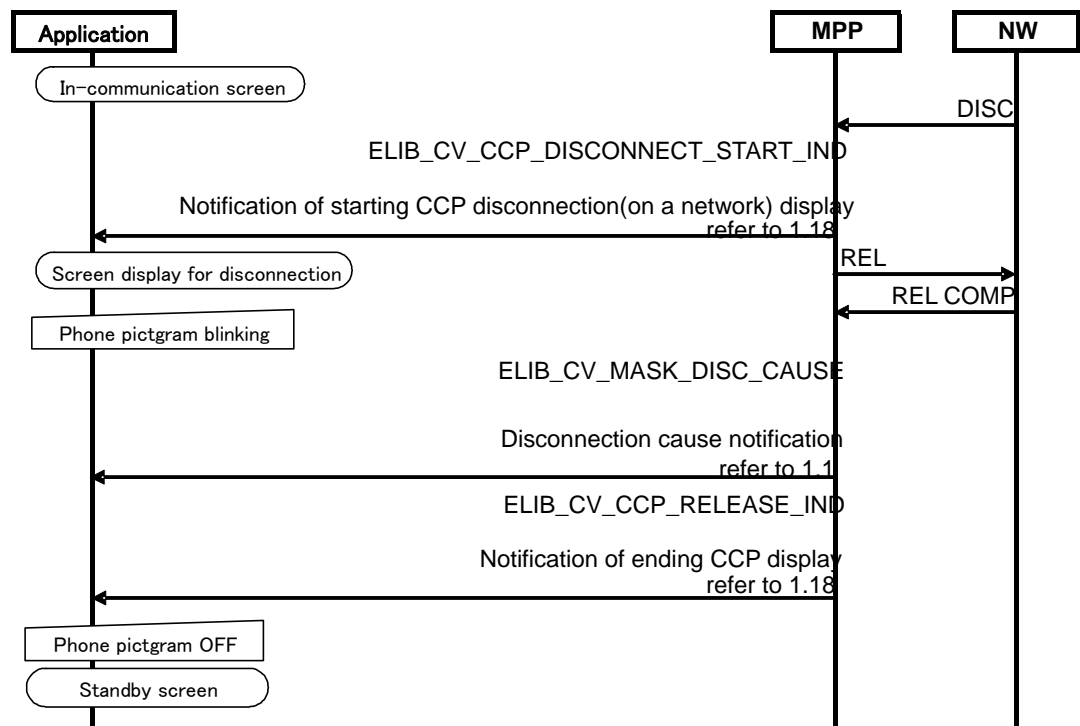 Application
MPP
NW
In-communication screen
DISC
ELIB_CV_CCP_DISCONNECT_START_IND
Notification of starting CCP disconnection(on a network) display
refer to 1.18
Screen display for disconnection
REL
REL COMP
Phone pictgram blinking
ELIB_CV_MASK_DISC_CAUSE
Disconnection cause notification
refer to 1.1
ELIB_CV_CCP_RELEASE_IND
Notification of ending CCP display
refer to 1.18
Phone pictgram OFF
Standby screen